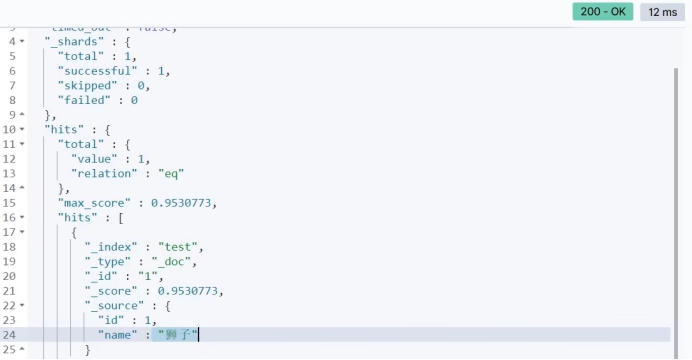 200 - OK
12 ms
"timed_out" : false,
4 "_shards" : {
5 "total" : 1,
6 "successful" : 1,
7 "skipped" : 0,
8 "failed" : 0
9 },
10 "hits" : {
11 "total" : {
12 "value" : 1,
13 "relation" : "eq"
14 },
15 "max_score" : 0.9530773,
16 "hits" : [
17 {
18 "_index" : "test",
19 "_type" : "_doc",
20 "_id" : "1",
21 "_score" : 0.9530773,
22 "_source" : {
23 "id" : 1,
24 "name" : "狮子"
25 }